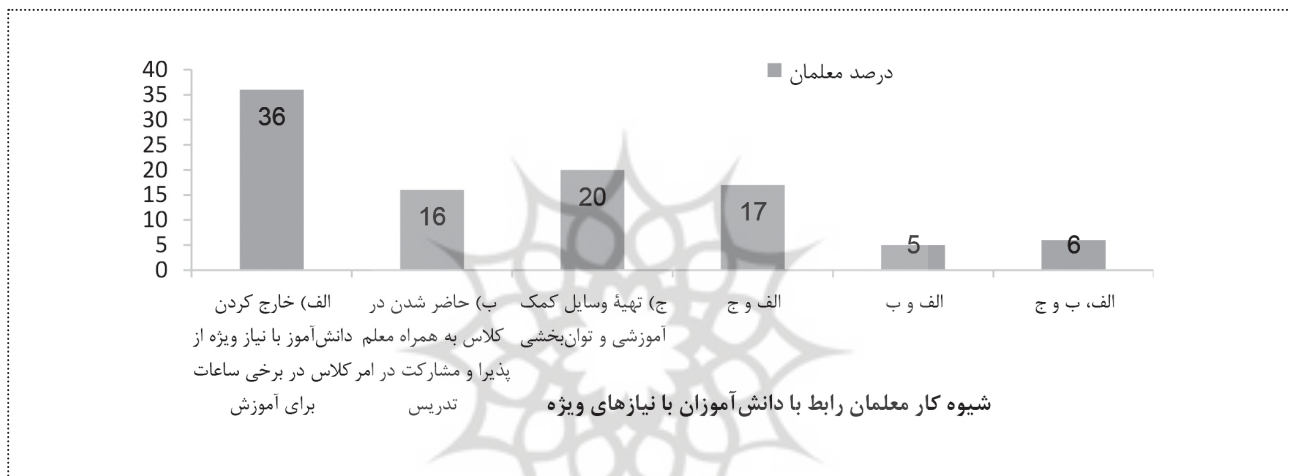 درصد معلمان
40
35
30
25
20
15
10
5
0
36
16
20
17
5
6
الف) خارج کردن
دانش‌آموز با نیاز ویژه از
کلاس در برخی ساعات
برای آموزش
ب) حاضر شدن در
کلاس به همراه معلم
پذیرا و مشارکت در امر
تدریس
ج) تهیهٔ وسایل کمک
آموزشی و توان‌بخشی
الف و ج
الف و ب
الف، ب و ج
شیوه کار معلمان رابط با دانش‌آموزان با نیازهای ویژه